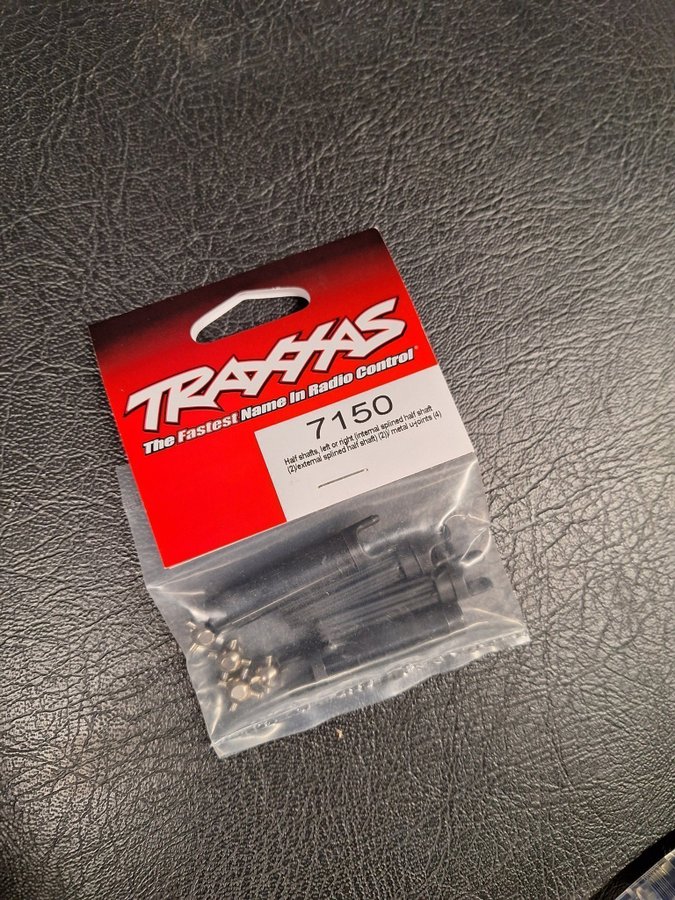 TRAXXAS
The Fastest Name In Radio Control®
7150
Half shafts, left or right (internal splined half shaft
(2)/external splined half shaft) (2)/ metal u-joints (4)